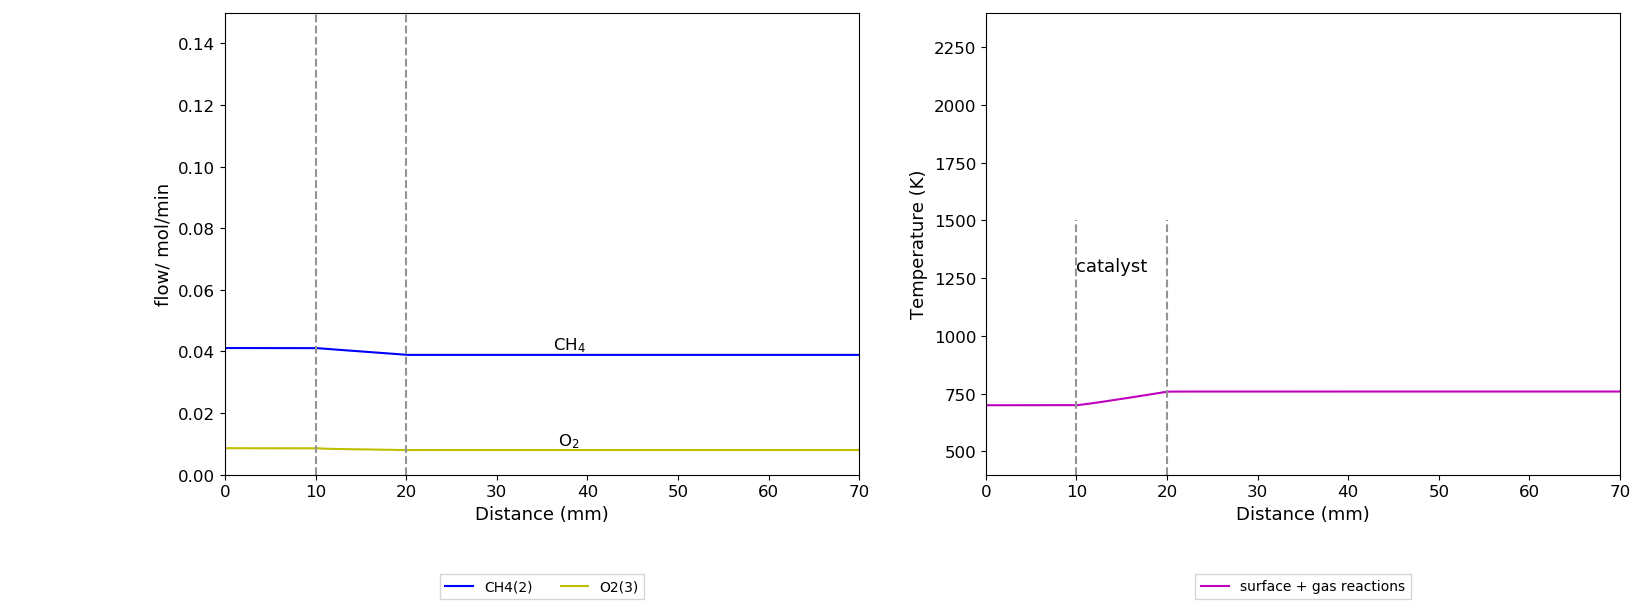 0.14
0.12
0.10
0.08
0.06
0.04
0.02
0.00
flow/ mol/min
CH₄
O₂
0 10 20 30 40 50 60 70
Distance (mm)
CH4(2) O2(3)
2250
2000
1750
1500
1250
1000
750
500
Temperature (K)
catalyst
0 10 20 30 40 50 60 70
Distance (mm)
surface + gas reactions